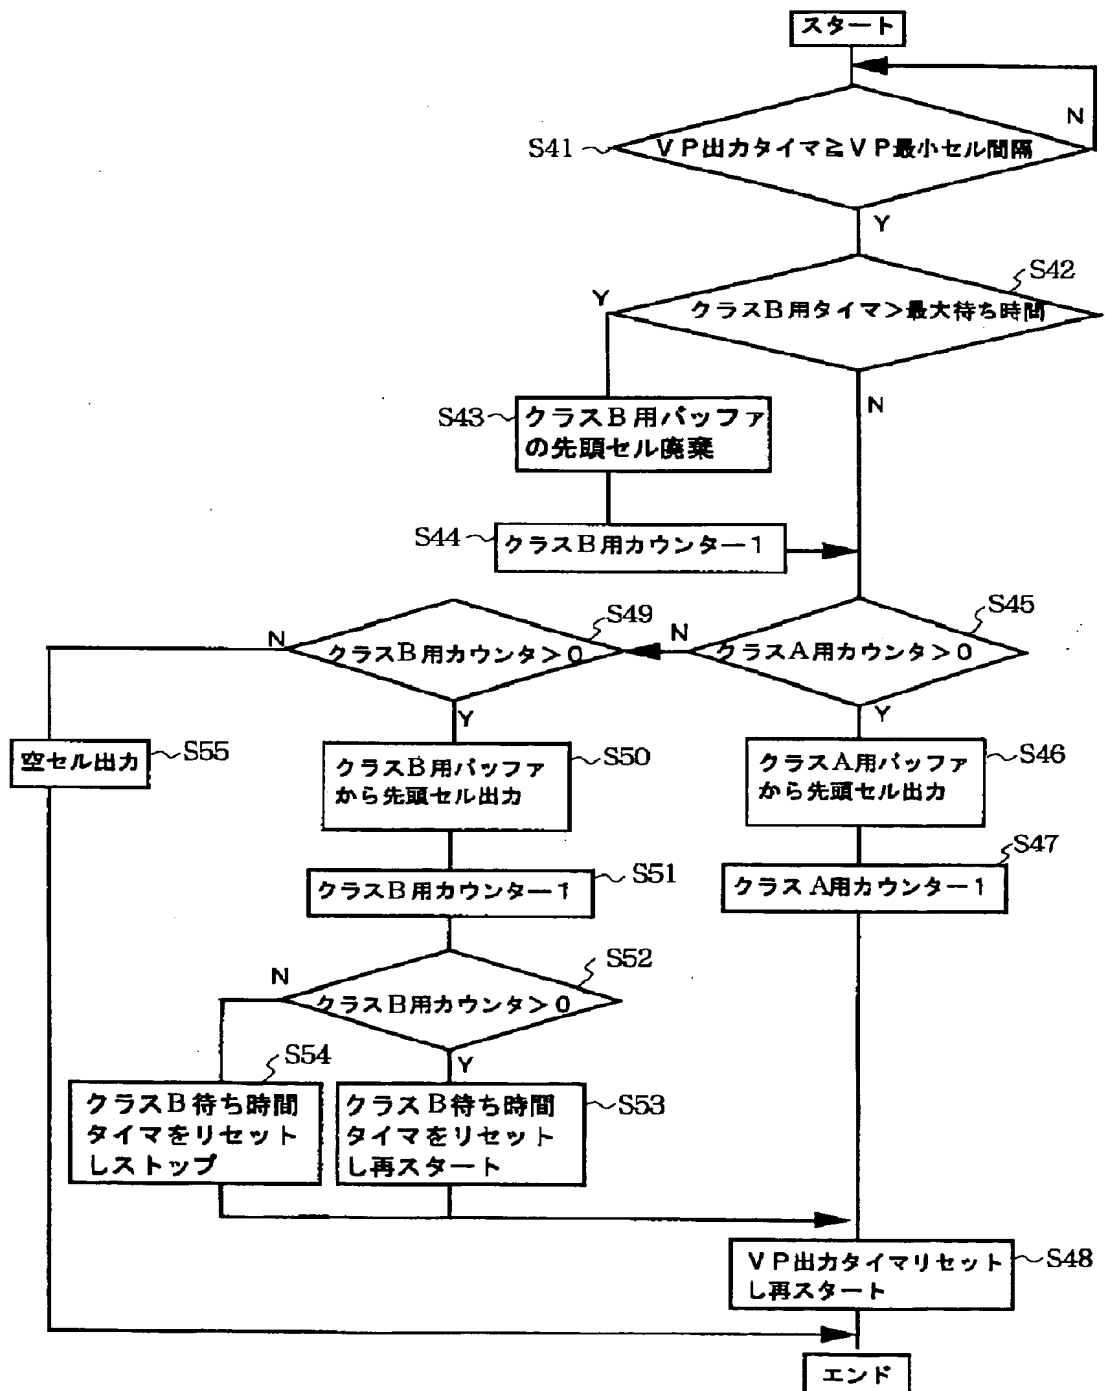 スタート
N
S41
VP出力タイマ≧VP最小セル間隔
Y
S42
Y
クラスB用タイマ>最大待ち時間
N
S43
クラスB用バッファ
の先頭セル廃棄
S44
クラスB用カウンター1
S45
N
クラスA用カウンタ>0
Y
S49
N
クラスB用カウンタ>0
Y
S55
空セル出力
S50
クラスB用バッファ
から先頭セル出力
S46
クラスA用バッファ
から先頭セル出力
S47
クラスA用カウンター1
S51
クラスB用カウンター1
S52
N
クラスB用カウンタ>0
Y
S54
クラスB待ち時間
タイマをリセット
しストップ
S53
クラスB待ち時間
タイマをリセット
し再スタート
S48
VP出力タイマリセット
し再スタート
エンド